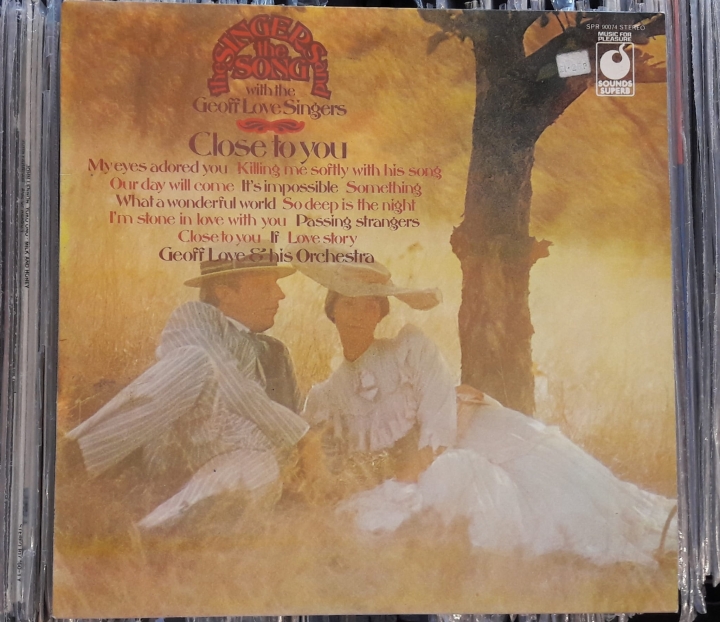 the SINGER and
the
SONG
with the
Geoff Love Singers
Close to you
My eyes adored you Killing me softly with his song
Our day will come It's impossible Something
What a wonderful world So deep is the night
I'm stone in love with you Passing strangers
Close to you If Love story
Geoff Love & his Orchestra
SPR 90074 STEREO
MUSIC FOR
PLEASURE
SOUNDS
SUPERB